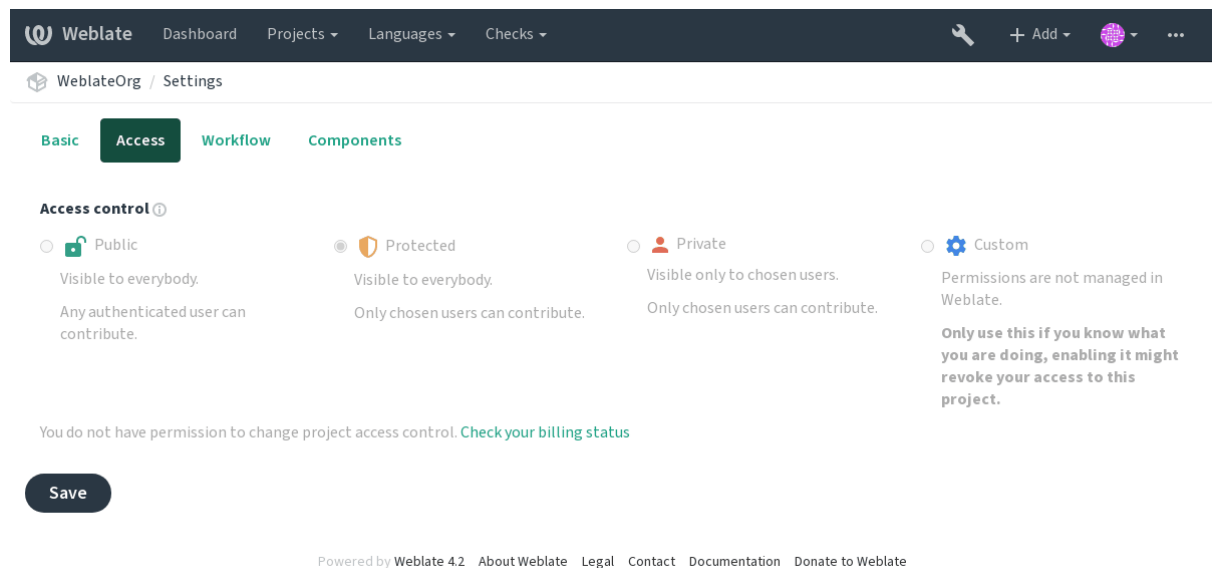 Weblate Dashboard Projects Languages Checks Add
WeblateOrg / Settings
Basic Access Workflow Components
Access control
Public
Visible to everybody.
Any authenticated user can
contribute.
Protected
Visible to everybody.
Only chosen users can contribute.
Private
Visible only to chosen users.
Only chosen users can contribute.
Custom
Permissions are not managed in
Weblate.
Only use this if you know what
you are doing, enabling it might
revoke your access to this
project.
You do not have permission to change project access control. Check your billing status
Save
Powered by Weblate 4.2 About Weblate Legal Contact Documentation Donate to Weblate